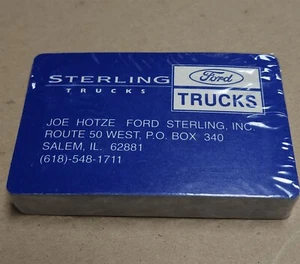 STERLING Ford
TRUCKS TRUCKS
JOE HOTZE FORD STERLING, INC
ROUTE 50 WEST, P.O. BOX 340
SALEM, IL. 62881
(618)-548-1711